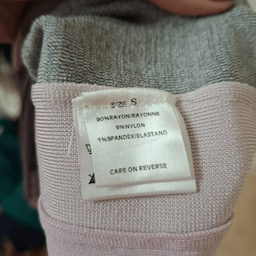 SIZE S
90%RAYON/RAYONNE
9%NYLON
1%SPANDEX/ELASTANO
CARE ON REVERSE